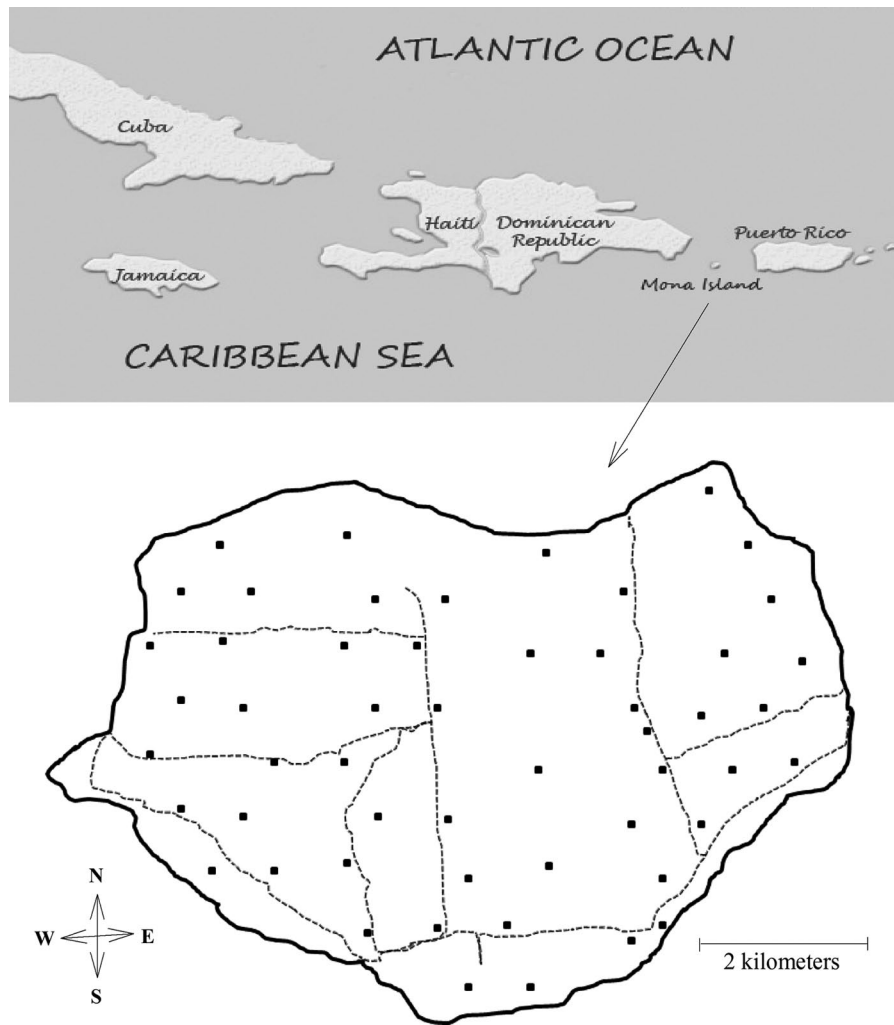 ATLANTIC OCEAN
Cuba
Haiti
Dominican
Republic
Puerto Rico
Jamaica
Mona Island
CARIBBEAN SEA
N
W
E
S
2 kilometers